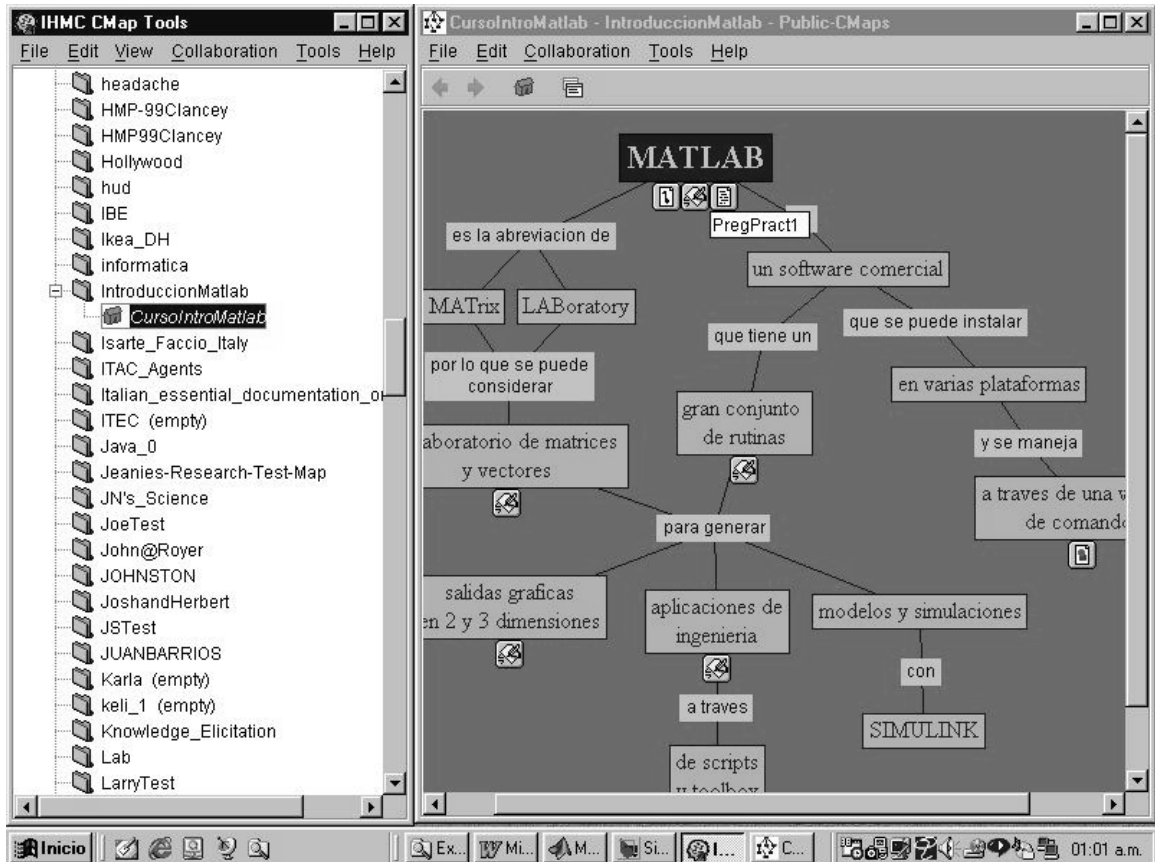 IHMC CMap Tools
File Edit View Collaboration Tools Help
headache
HMP-99Clancey
HMP99Clancey
Hollywood
hud
IBE
Ikea_DH
informatica
IntroduccionMatlab
CursoIntroMatlab
Isarte_Faccio_Italy
ITAC_Agents
Italian_essential_documentation_o
ITEC (empty)
Java_0
Jeanies-Research-Test-Map
JN's_Science
JoeTest
John@Royer
JOHNSTON
JoshandHerbert
JSTest
JUANBARRIOS
Karla (empty)
keli_1 (empty)
Knowledge_Elicitation
Lab
LarryTest
CursoIntroMatlab - IntroduccionMatlab - Public-CMaps
File Edit Collaboration Tools Help
MATLAB
PregPract1
es la abreviacion de
un software comercial
MATrix
LABoratory
que tiene un
que se puede instalar
por lo que se puede
considerar
en varias plataformas
gran conjunto
de rutinas
aboratorio de matrices
y vectores
y se maneja
a traves de una v
de comando
para generar
salidas graficas
en 2 y 3 dimensiones
aplicaciones de
ingenieria
modelos y simulaciones
a traves
con
de scripts
y toolbox
SIMULINK
Inicio
Ex...
Mi...
M...
Si...
I...
C...
01:01 a.m.